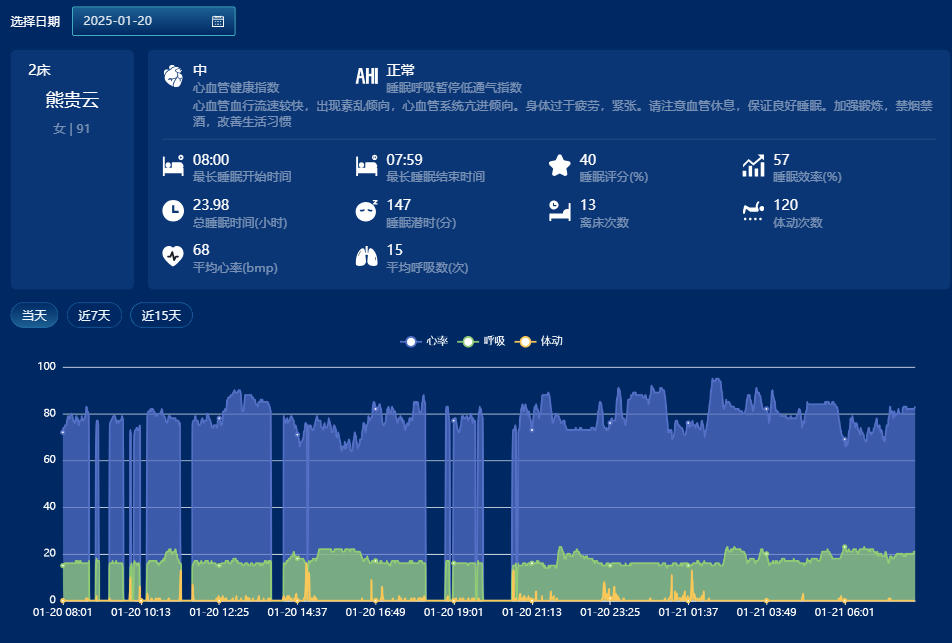 选择日期
2025-01-20
2床
熊贵云
女 | 91
中
心血管健康指数
AHI
正常
睡眠呼吸暂停低通气指数
心血管血行流速较快，出现紊乱倾向，心血管系统亢进倾向。身体过于疲劳，紧张。请注意血管休息，保证良好睡眠。加强锻炼，禁烟禁
酒，改善生活习惯
08:00
最长睡眠开始时间
07:59
最长睡眠结束时间
40
睡眠评分(%)
57
睡眠效率(%)
23.98
总睡眠时间(小时)
147
睡眠潜时(分)
13
离床次数
120
体动次数
68
平均心率(bmp)
15
平均呼吸数(次)
当天
近7天
近15天
心率
呼吸
体动
100
80
60
40
20
0
01-20 08:01
01-20 10:13
01-20 12:25
01-20 14:37
01-20 16:49
01-20 19:01
01-20 21:13
01-20 23:25
01-21 01:37
01-21 03:49
01-21 06:01